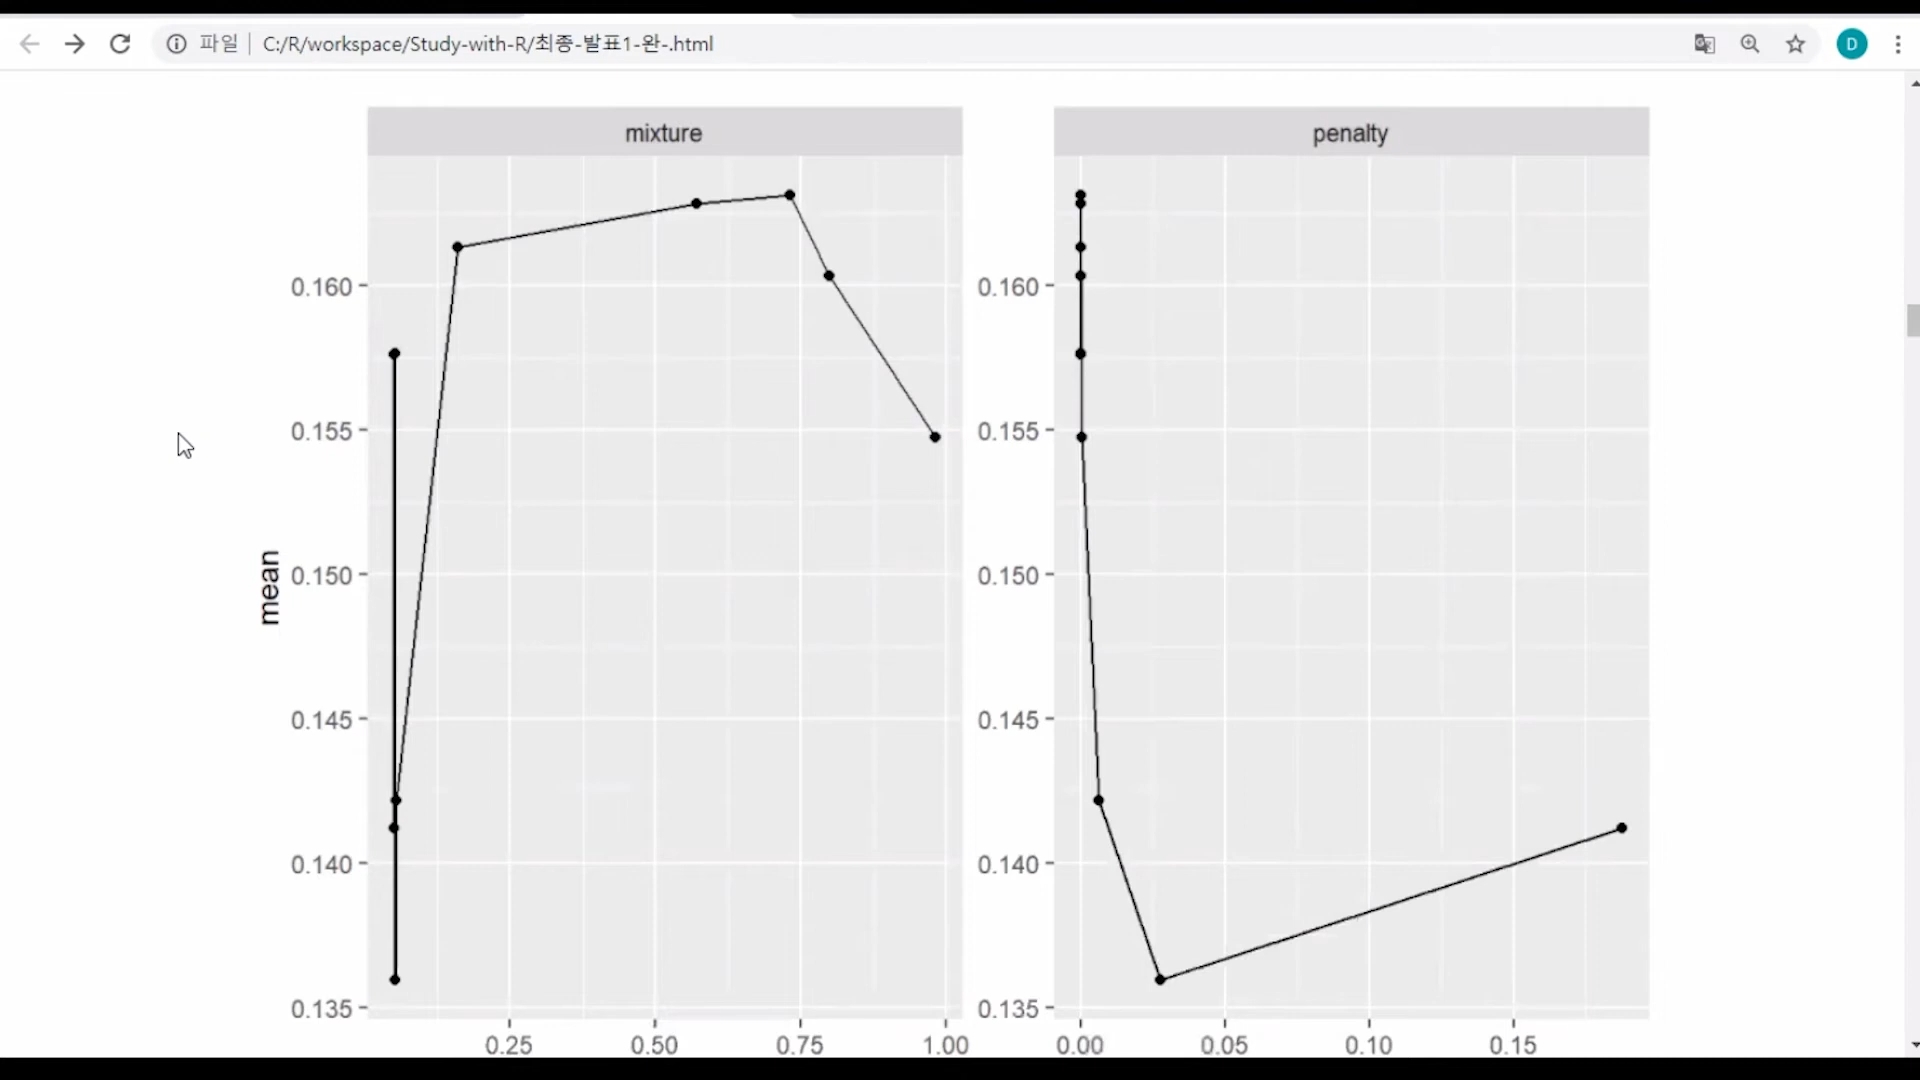 파일 C:/R/workspace/Study-with-R/최종-발표1-완-.html
D
mixture
penalty
mean
0.160
0.155
0.150
0.145
0.140
0.135
0.160
0.155
0.150
0.145
0.140
0.135
0.25 0.50 0.75 1.00
0.00 0.05 0.10 0.15